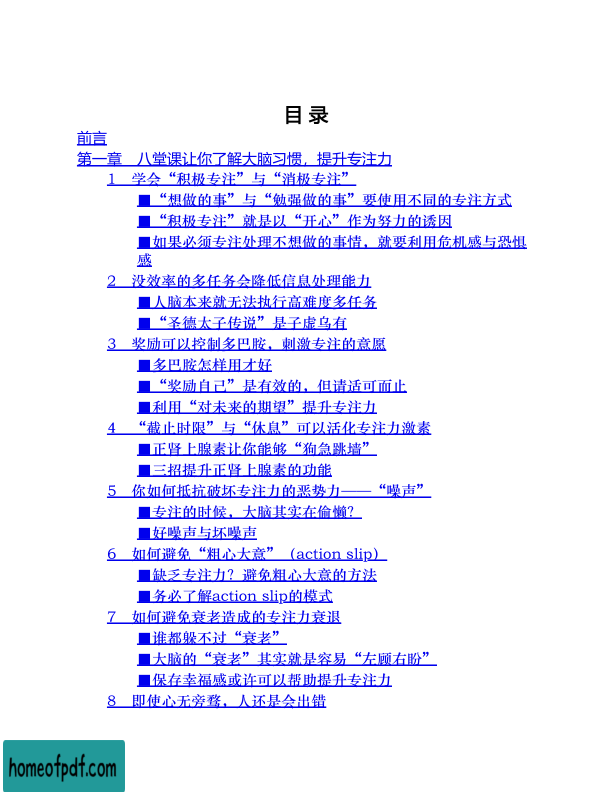 目 录
前言
第一章　八堂课让你了解大脑习惯，提升专注力
1　学会“积极专注”与“消极专注”
■“想做的事”与“勉强做的事”要使用不同的专注方式
■“积极专注”就是以“开心”作为努力的诱因
■如果必须专注处理不想做的事情，就要利用危机感与恐惧
感
2　没效率的多任务会降低信息处理能力
■人脑本来就无法执行高难度多任务
■“圣德太子传说”是子虚乌有
3　奖励可以控制多巴胺，刺激专注的意愿
■多巴胺怎样用才好
■“奖励自己”是有效的，但请适可而止
■利用“对未来的期望”提升专注力
4　“截止时限”与“休息”可以活化专注力激素
■正肾上腺素让你能够“狗急跳墙”
■三招提升正肾上腺素的功能
5　你如何抵抗破坏专注力的恶势力——“噪声”
■专注的时候，大脑其实在偷懒？
■好噪声与坏噪声
6　如何避免“粗心大意”（action slip）
■缺乏专注力？避免粗心大意的方法
■务必了解action slip的模式
7　如何避免衰老造成的专注力衰退
■谁都躲不过“衰老”
■大脑的“衰老”其实就是容易“左顾右盼”
■保存幸福感或许可以帮助提升专注力
8　即使心无旁骛，人还是会出错
homeofpdf.com